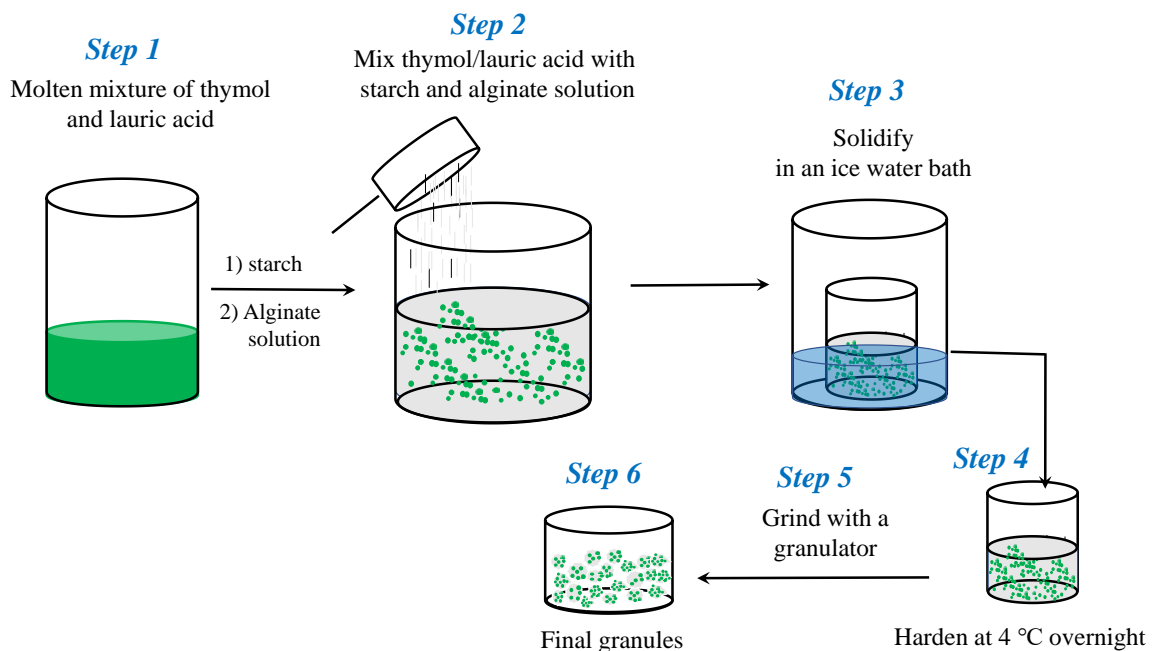 Step 1
Molten mixture of thymol
and lauric acid
1) starch
2) Alginate
solution
Step 2
Mix thymol/lauric acid with
starch and alginate solution
Step 3
Solidify
in an ice water bath
Step 4
Harden at 4 °C overnight
Step 5
Grind with a
granulator
Step 6
Final granules